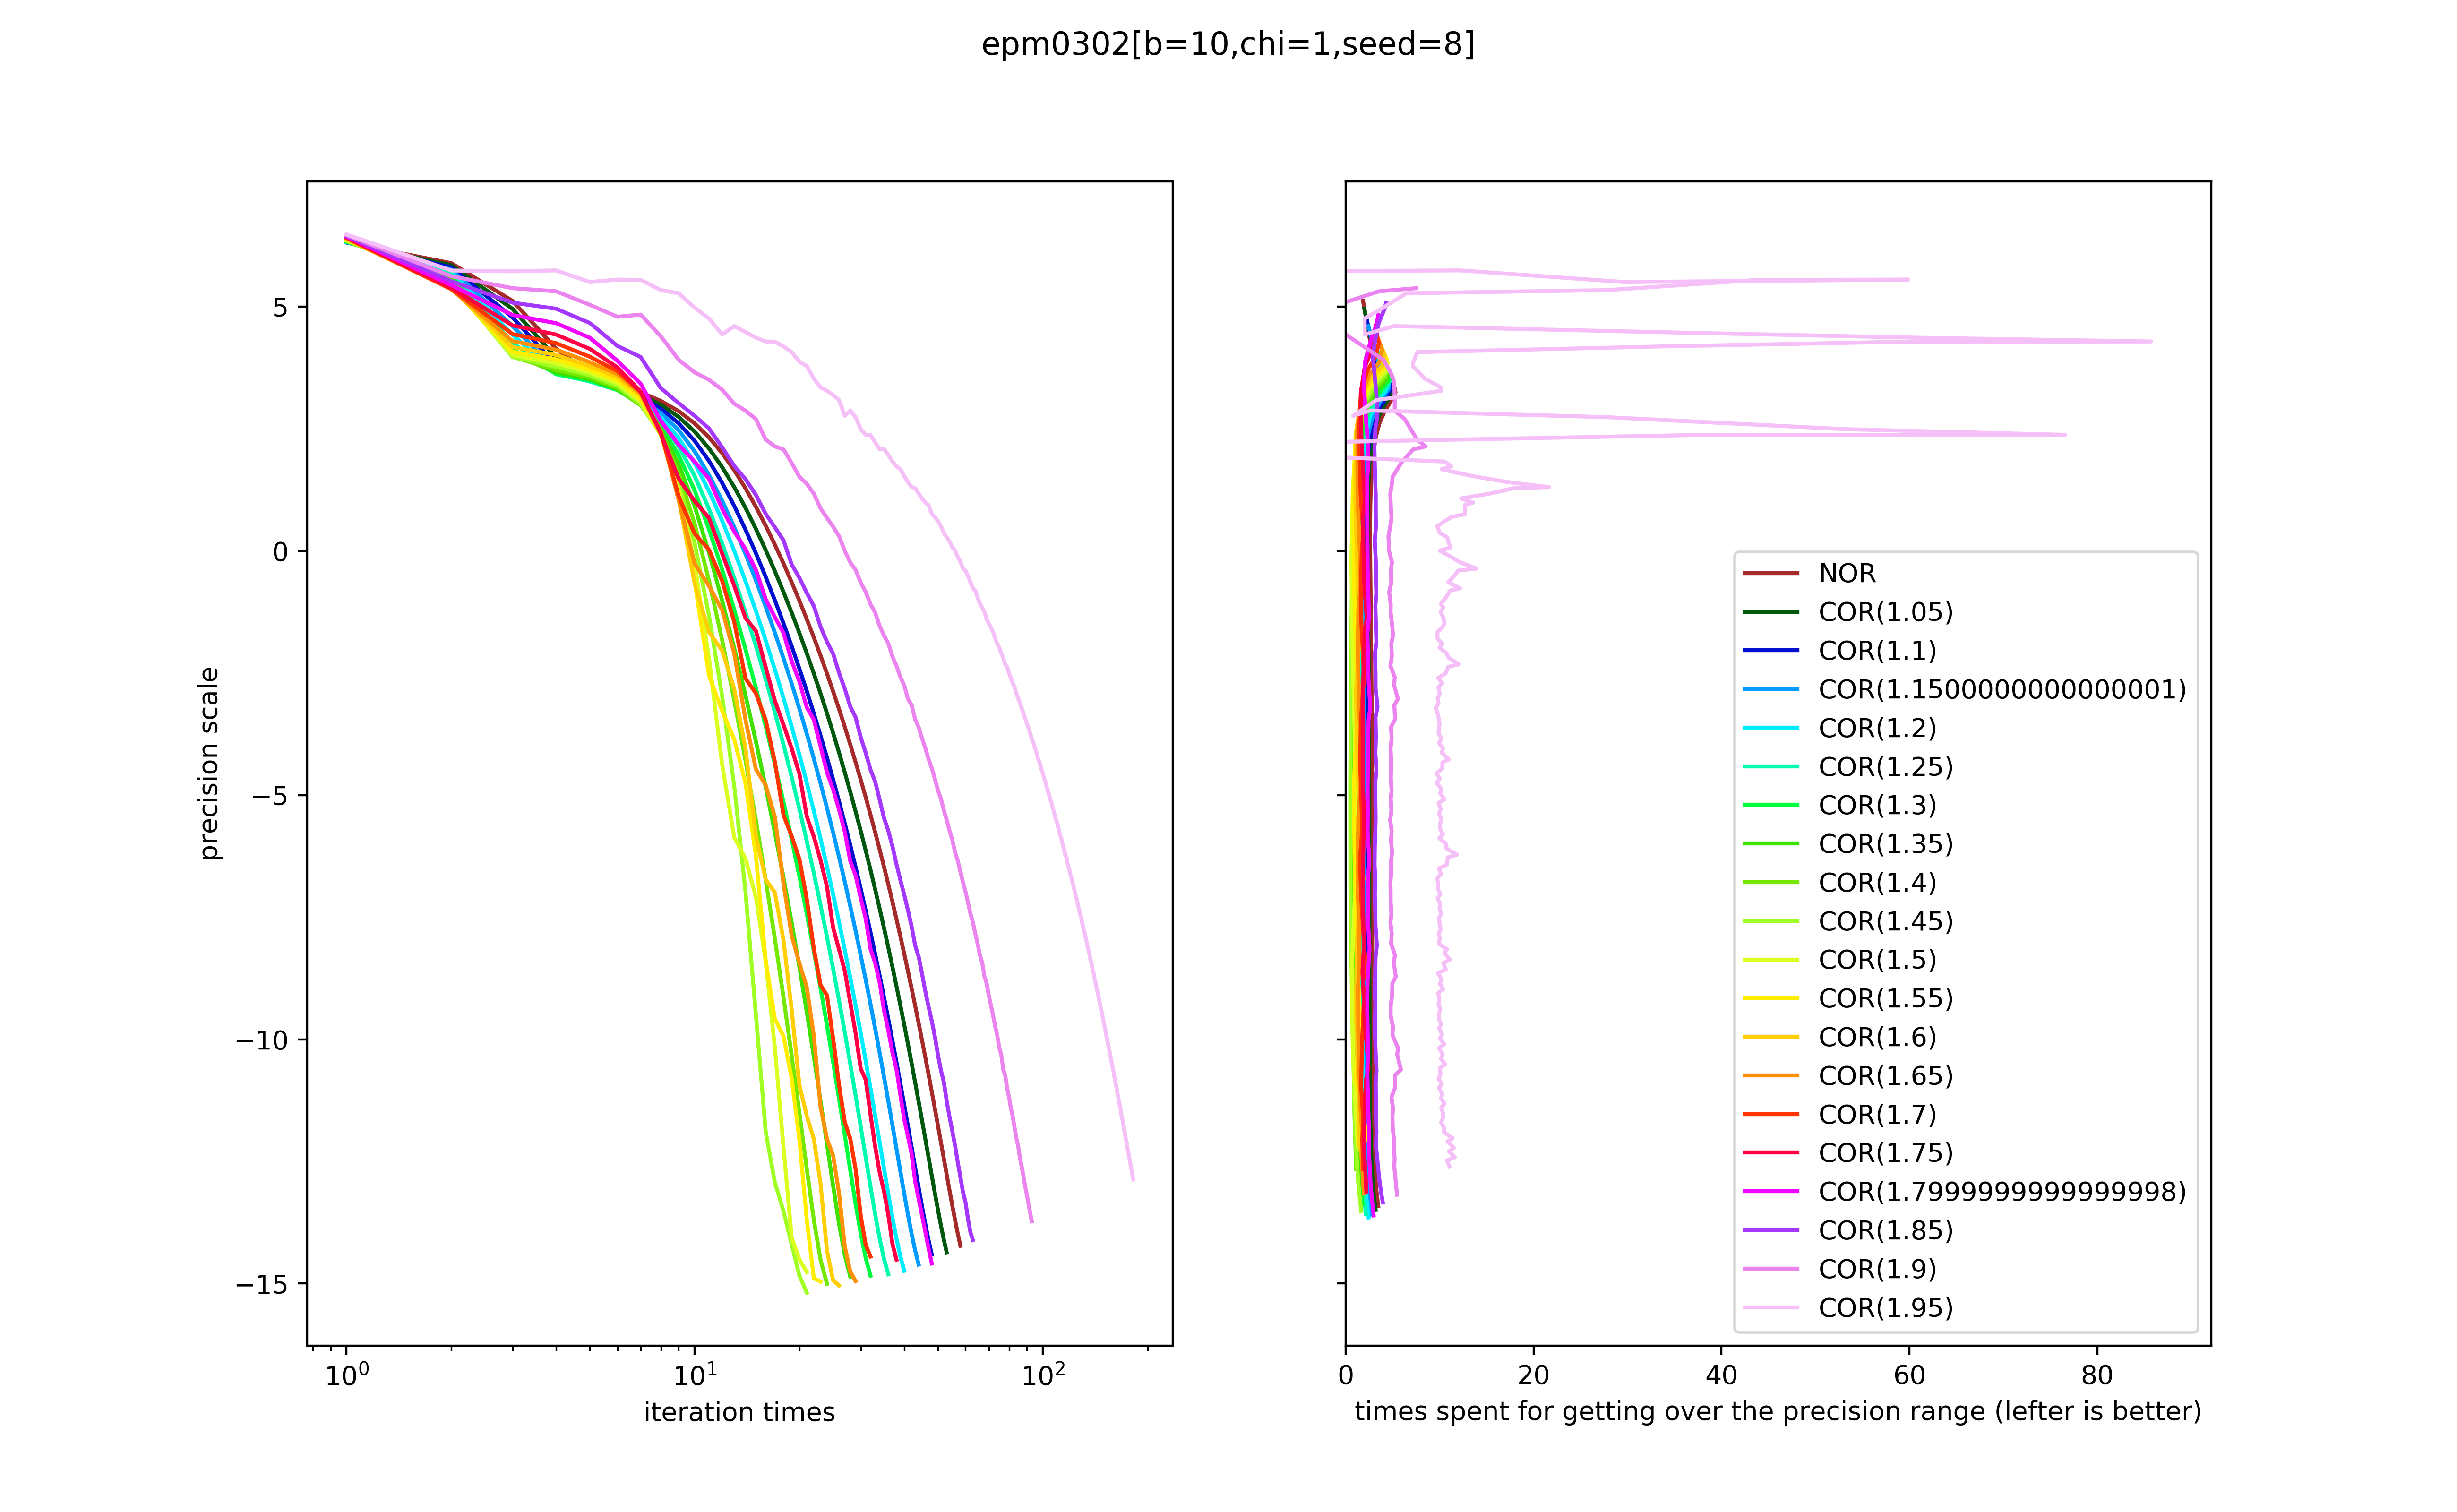 epm0302[b=10,chi=1,seed=8]
precision scale
5
0
−5
−10
−15
10⁰
10¹
10²
iteration times
0
20
40
60
80
times spent for getting over the precision range (lefter is better)
NOR
COR(1.05)
COR(1.1)
COR(1.1500000000000001)
COR(1.2)
COR(1.25)
COR(1.3)
COR(1.35)
COR(1.4)
COR(1.45)
COR(1.5)
COR(1.55)
COR(1.6)
COR(1.65)
COR(1.7)
COR(1.75)
COR(1.7999999999999998)
COR(1.85)
COR(1.9)
COR(1.95)